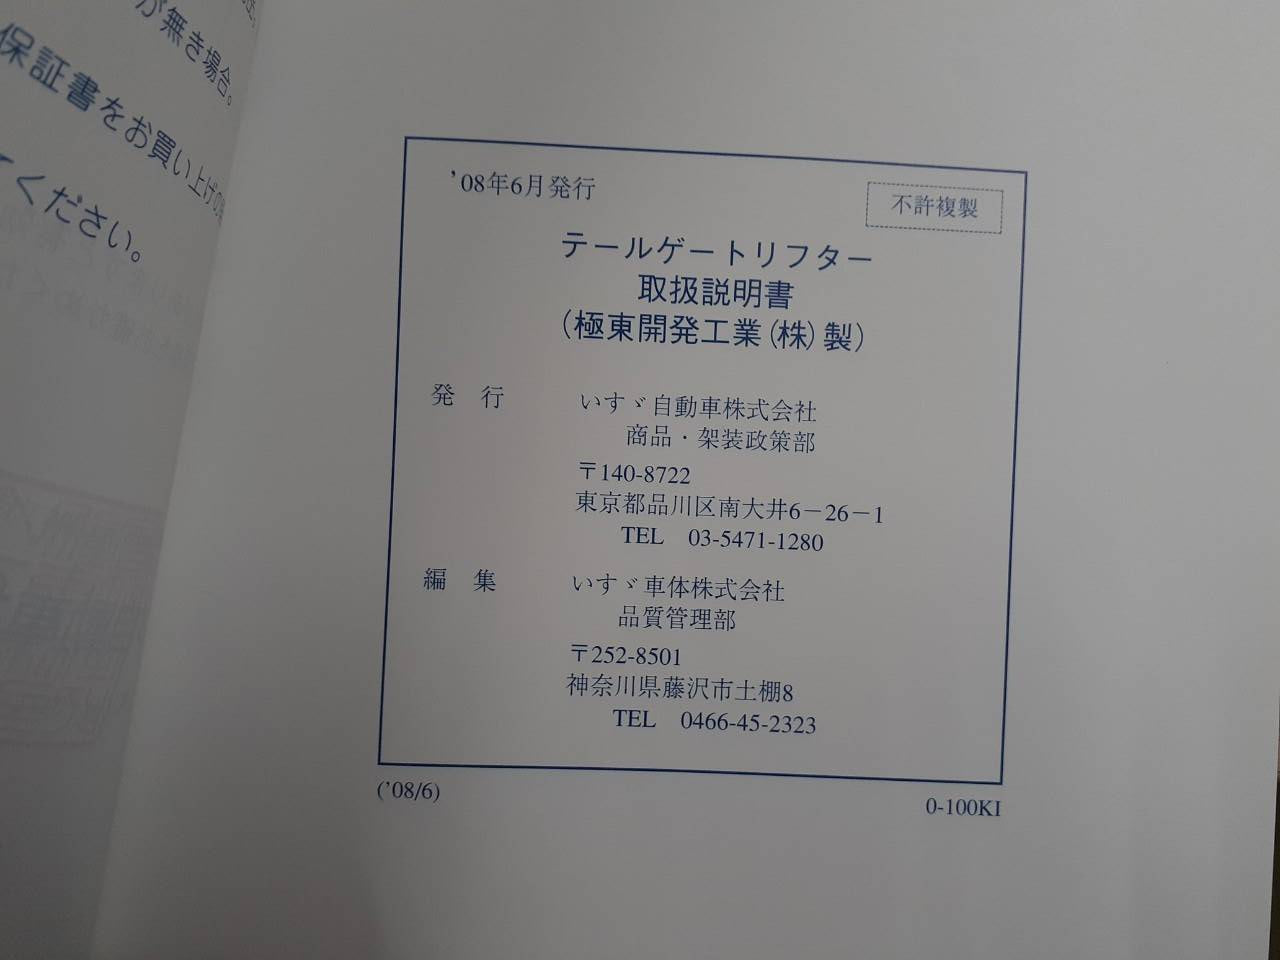 が無き場合。
保証書をお買い上げの
てください。
’08年6月発行
不許複製
テールゲートリフター
取扱説明書
（極東開発工業（株）製）
発 行 いすゞ自動車株式会社
商品・架装政策部
〒140-8722
東京都品川区南大井6－26－1
TEL 03-5471-1280
編 集 いすゞ車体株式会社
品質管理部
〒252-8501
神奈川県藤沢市土棚8
TEL 0466-45-2323
(’08/6)
0-100KI